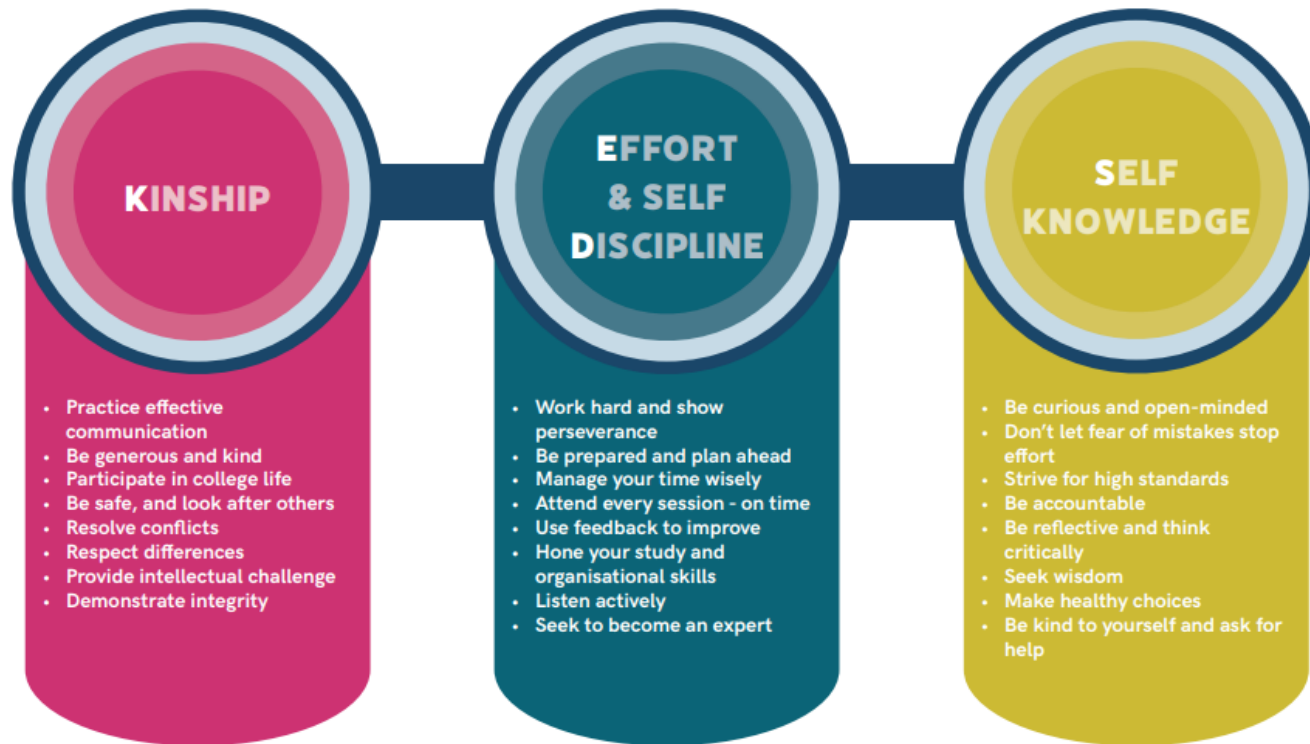 KINSHIP
• Practice effective
communication
• Be generous and kind
• Participate in college life
• Be safe, and look after others
• Resolve conflicts
• Respect differences
• Provide intellectual challenge
• Demonstrate integrity
EFFORT
& SELF
DISCIPLINE
• Work hard and show
perseverance
• Be prepared and plan ahead
• Manage your time wisely
• Attend every session - on time
• Use feedback to improve
• Hone your study and
organisational skills
• Listen actively
• Seek to become an expert
SELF
KNOWLEDGE
• Be curious and open-minded
• Don’t let fear of mistakes stop
effort
• Strive for high standards
• Be accountable
• Be reflective and think
critically
• Seek wisdom
• Make healthy choices
• Be kind to yourself and ask for
help